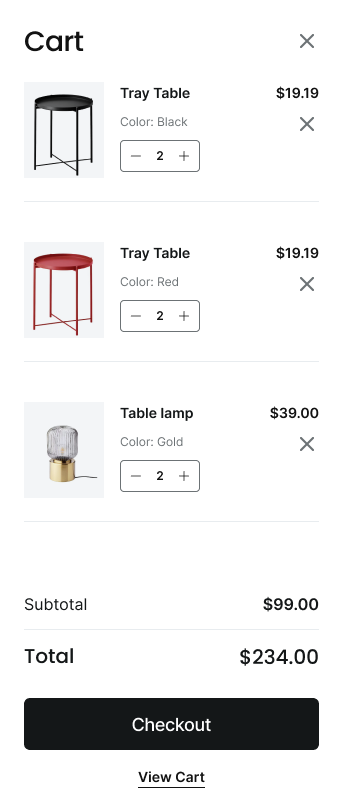 Cart
Tray Table $19.19
Color: Black
2
Tray Table $19.19
Color: Red
2
Table lamp $39.00
Color: Gold
2
Subtotal $99.00
Total $234.00
Checkout
View Cart